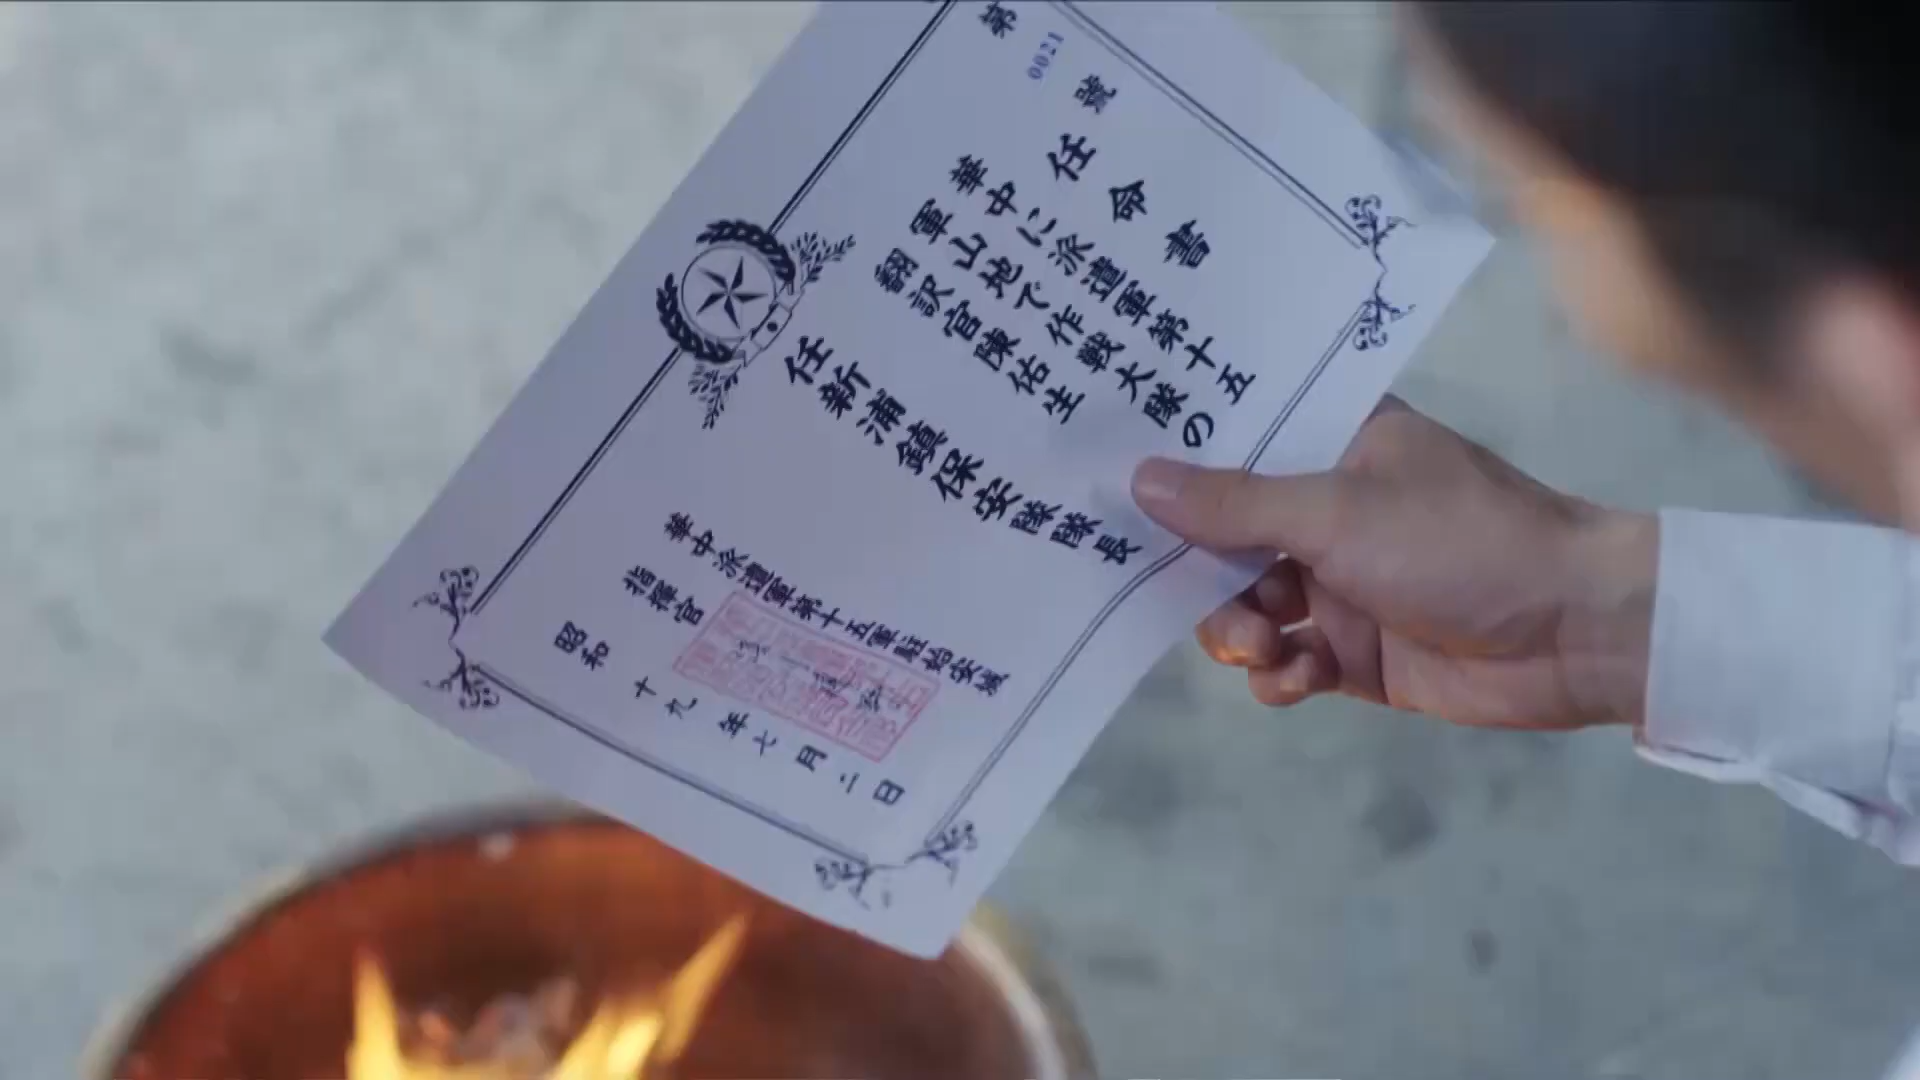 第 0021 號
任命書
華中に派遣軍第十五
軍山地で作戦大隊の
翻訳官陳佑生
任新浦鎮保安隊隊長
華中派遣軍第十五軍駐始安城
指揮官
昭和 十九年七月二日